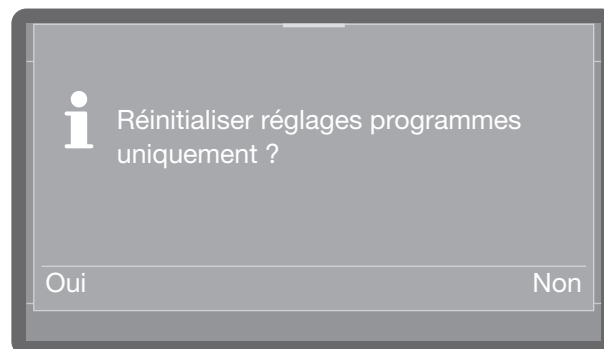 Réinitialiser réglages programmes
uniquement ?
Oui
Non